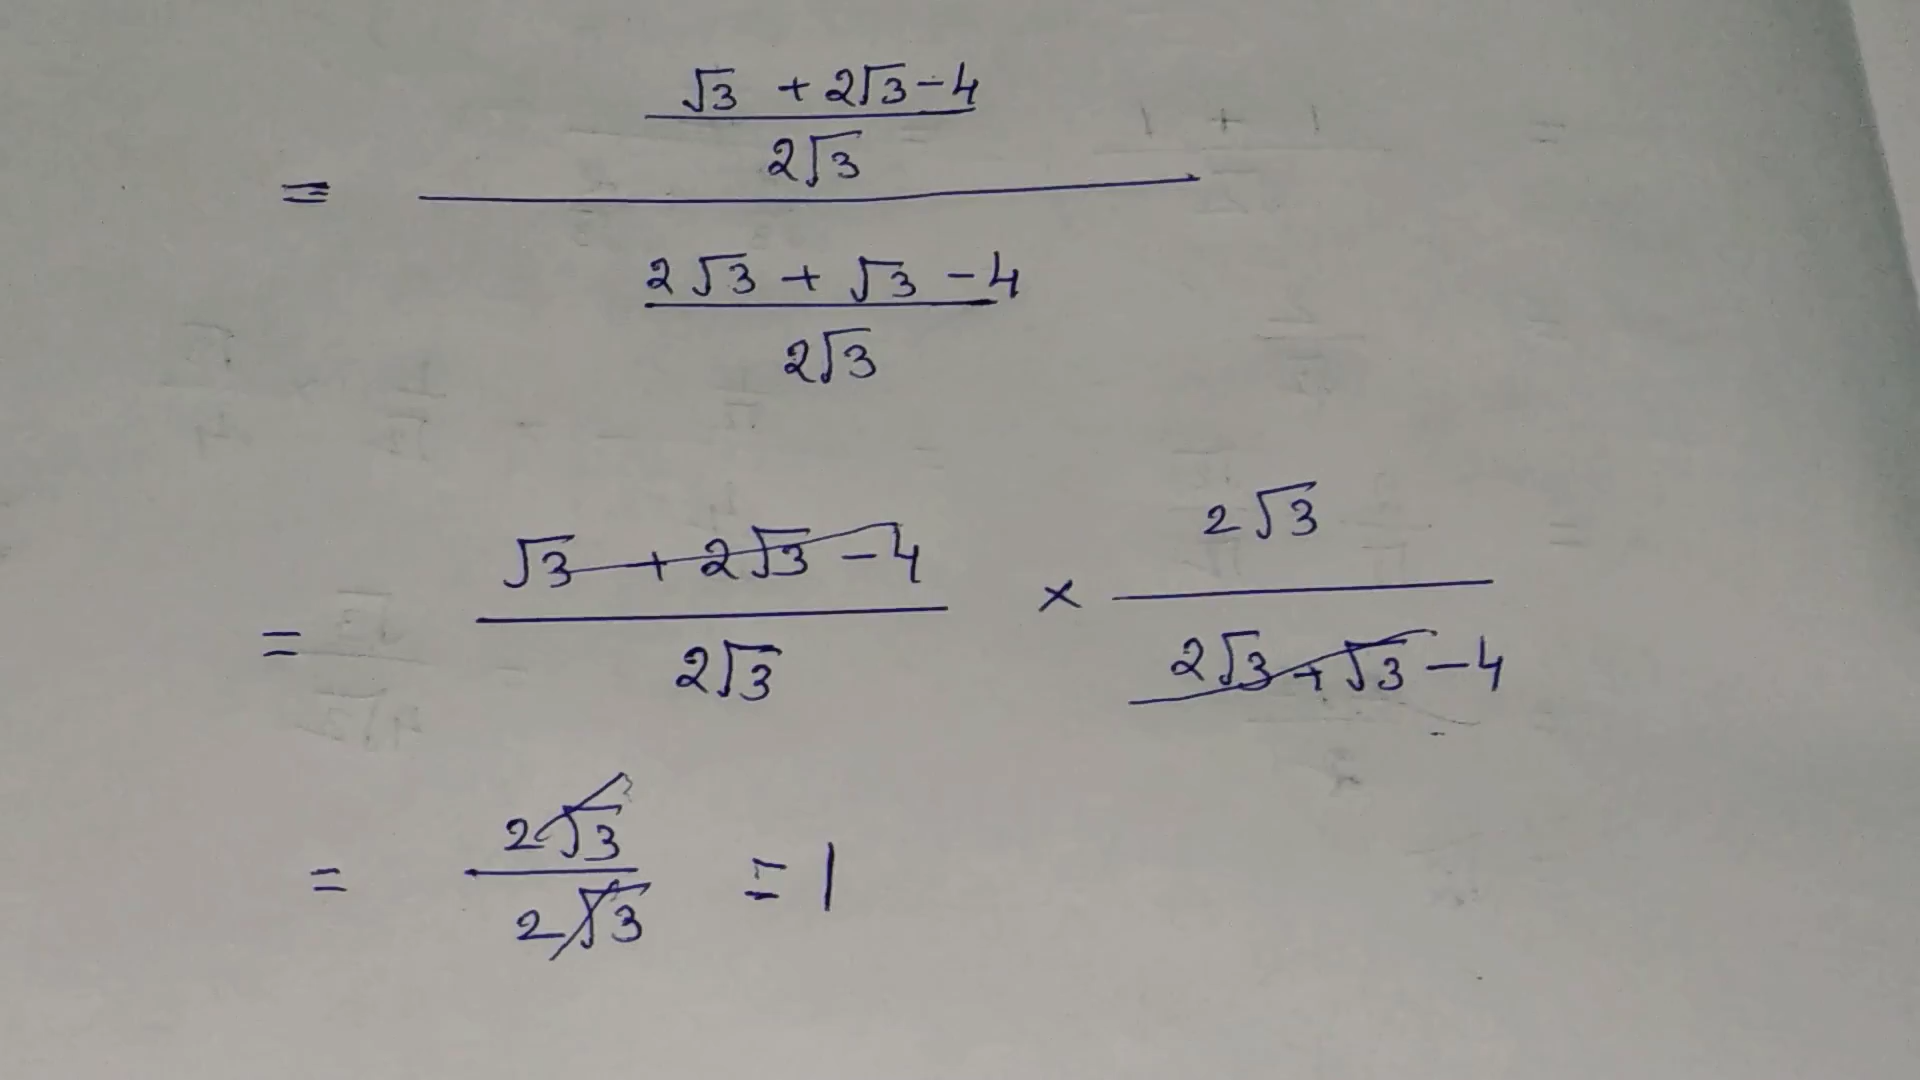 = (√3 + 2√3 - 4)/(2√3) / (2√3 + √3 - 4)/(2√3)
= (√3 + 2√3 - 4)/(2√3) × (2√3)/(2√3 + √3 - 4)
= 2√3/2√3 = 1